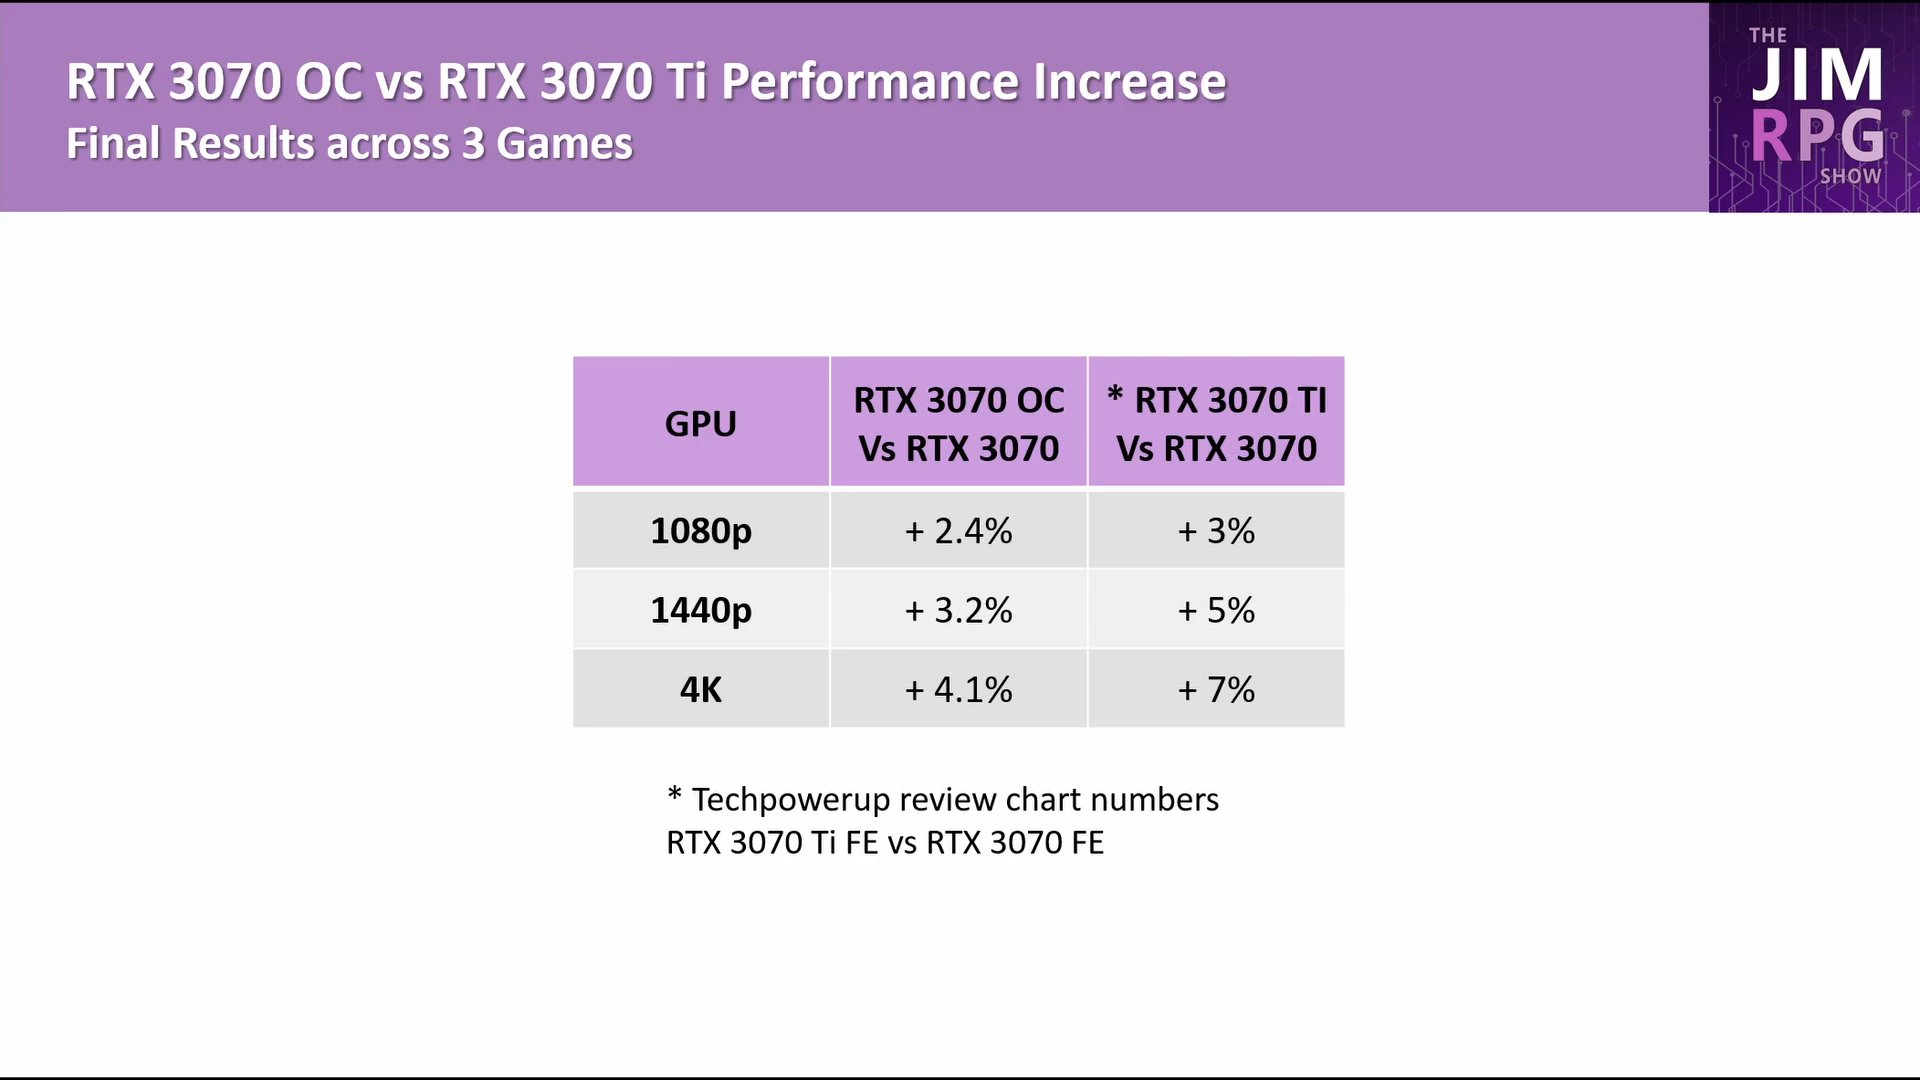 RTX 3070 OC vs RTX 3070 Ti Performance Increase
Final Results across 3 Games
THE
JIM
RPG
SHOW
GPU
RTX 3070 OC
Vs RTX 3070
* RTX 3070 TI
Vs RTX 3070
1080p
+ 2.4%
+ 3%
1440p
+ 3.2%
+ 5%
4K
+ 4.1%
+ 7%
* Techpowerup review chart numbers
RTX 3070 Ti FE vs RTX 3070 FE